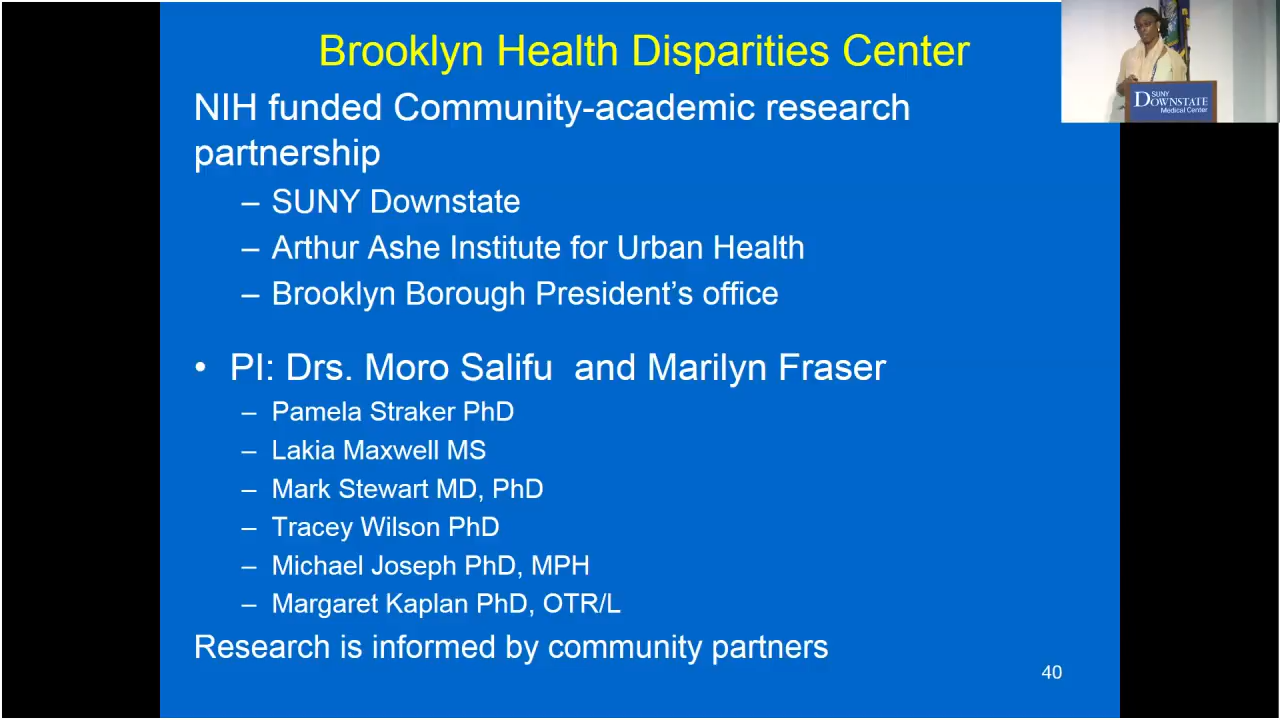 Brooklyn Health Disparities Center
NIH funded Community-academic research
partnership
– SUNY Downstate
– Arthur Ashe Institute for Urban Health
– Brooklyn Borough President’s office
• PI: Drs. Moro Salifu and Marilyn Fraser
– Pamela Straker PhD
– Lakia Maxwell MS
– Mark Stewart MD, PhD
– Tracey Wilson PhD
– Michael Joseph PhD, MPH
– Margaret Kaplan PhD, OTR/L
Research is informed by community partners
40
SUNY
DOWNSTATE
Medical Center